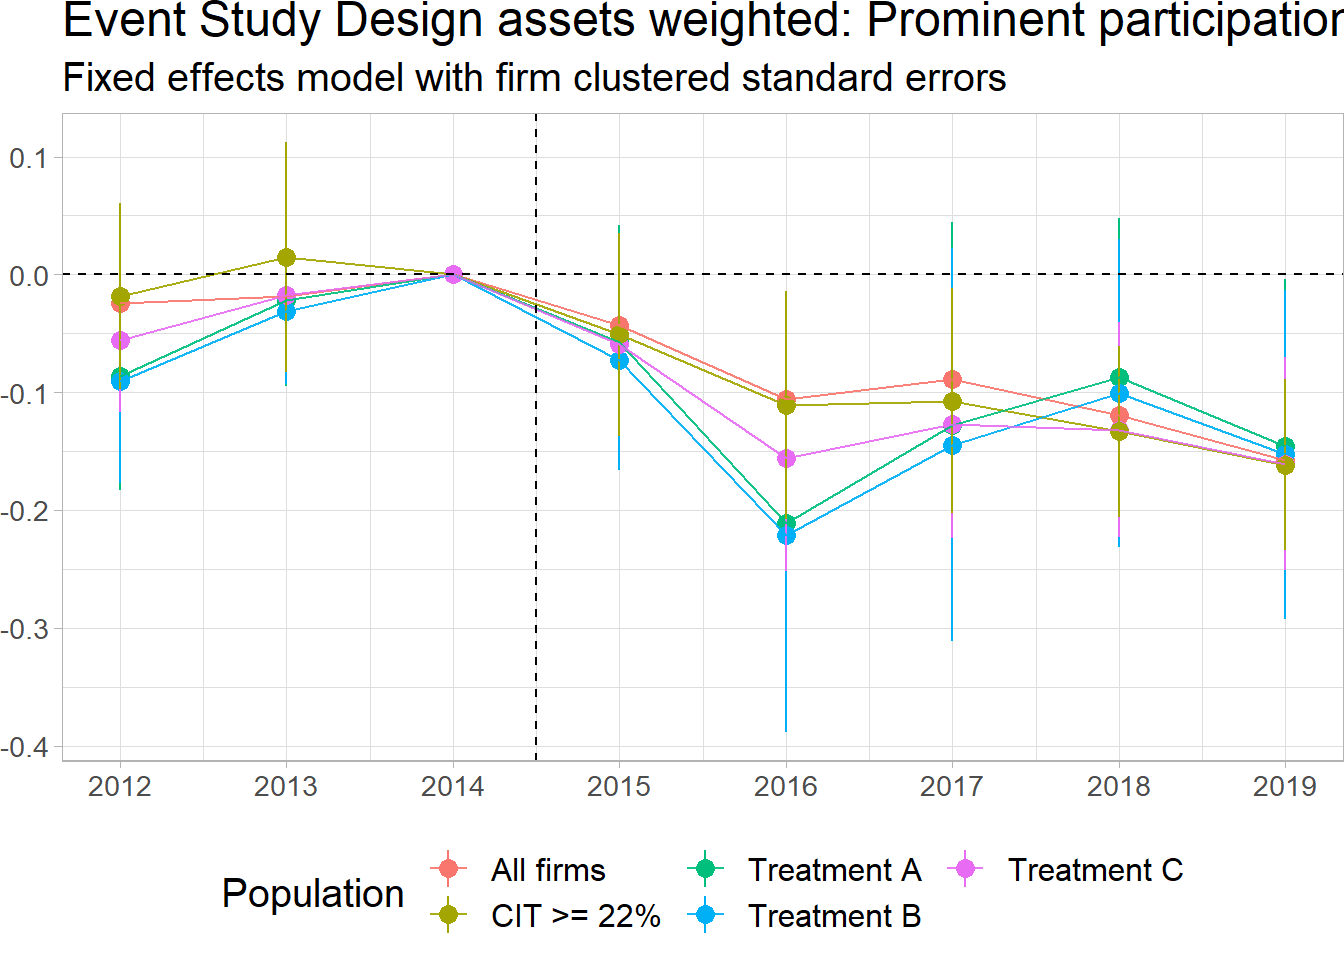 Event Study Design assets weighted: Prominent participation
Fixed effects model with firm clustered standard errors
0.1
0.0
-0.1
-0.2
-0.3
-0.4
2012 2013 2014 2015 2016 2017 2018 2019
Population
All firms Treatment A Treatment C
CIT >= 22% Treatment B